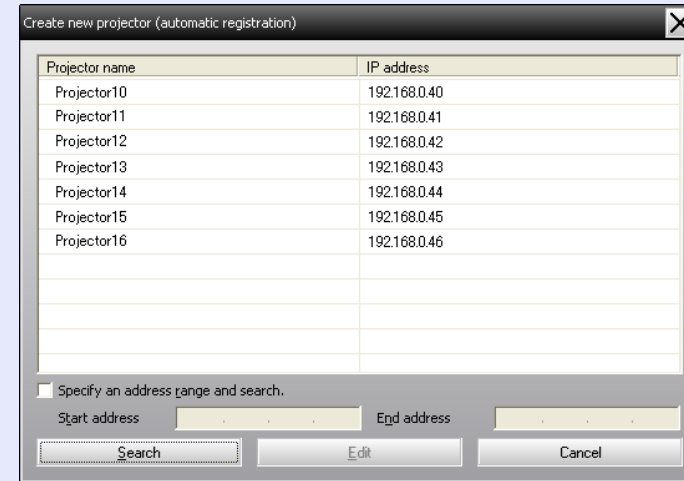 Create new projector (automatic registration)
Projector name IP address
Projector10 192.168.0.40
Projector11 192.168.0.41
Projector12 192.168.0.42
Projector13 192.168.0.43
Projector14 192.168.0.44
Projector15 192.168.0.45
Projector16 192.168.0.46
Specify an address range and search.
Start address . . . End address . . .
Search Edit Cancel